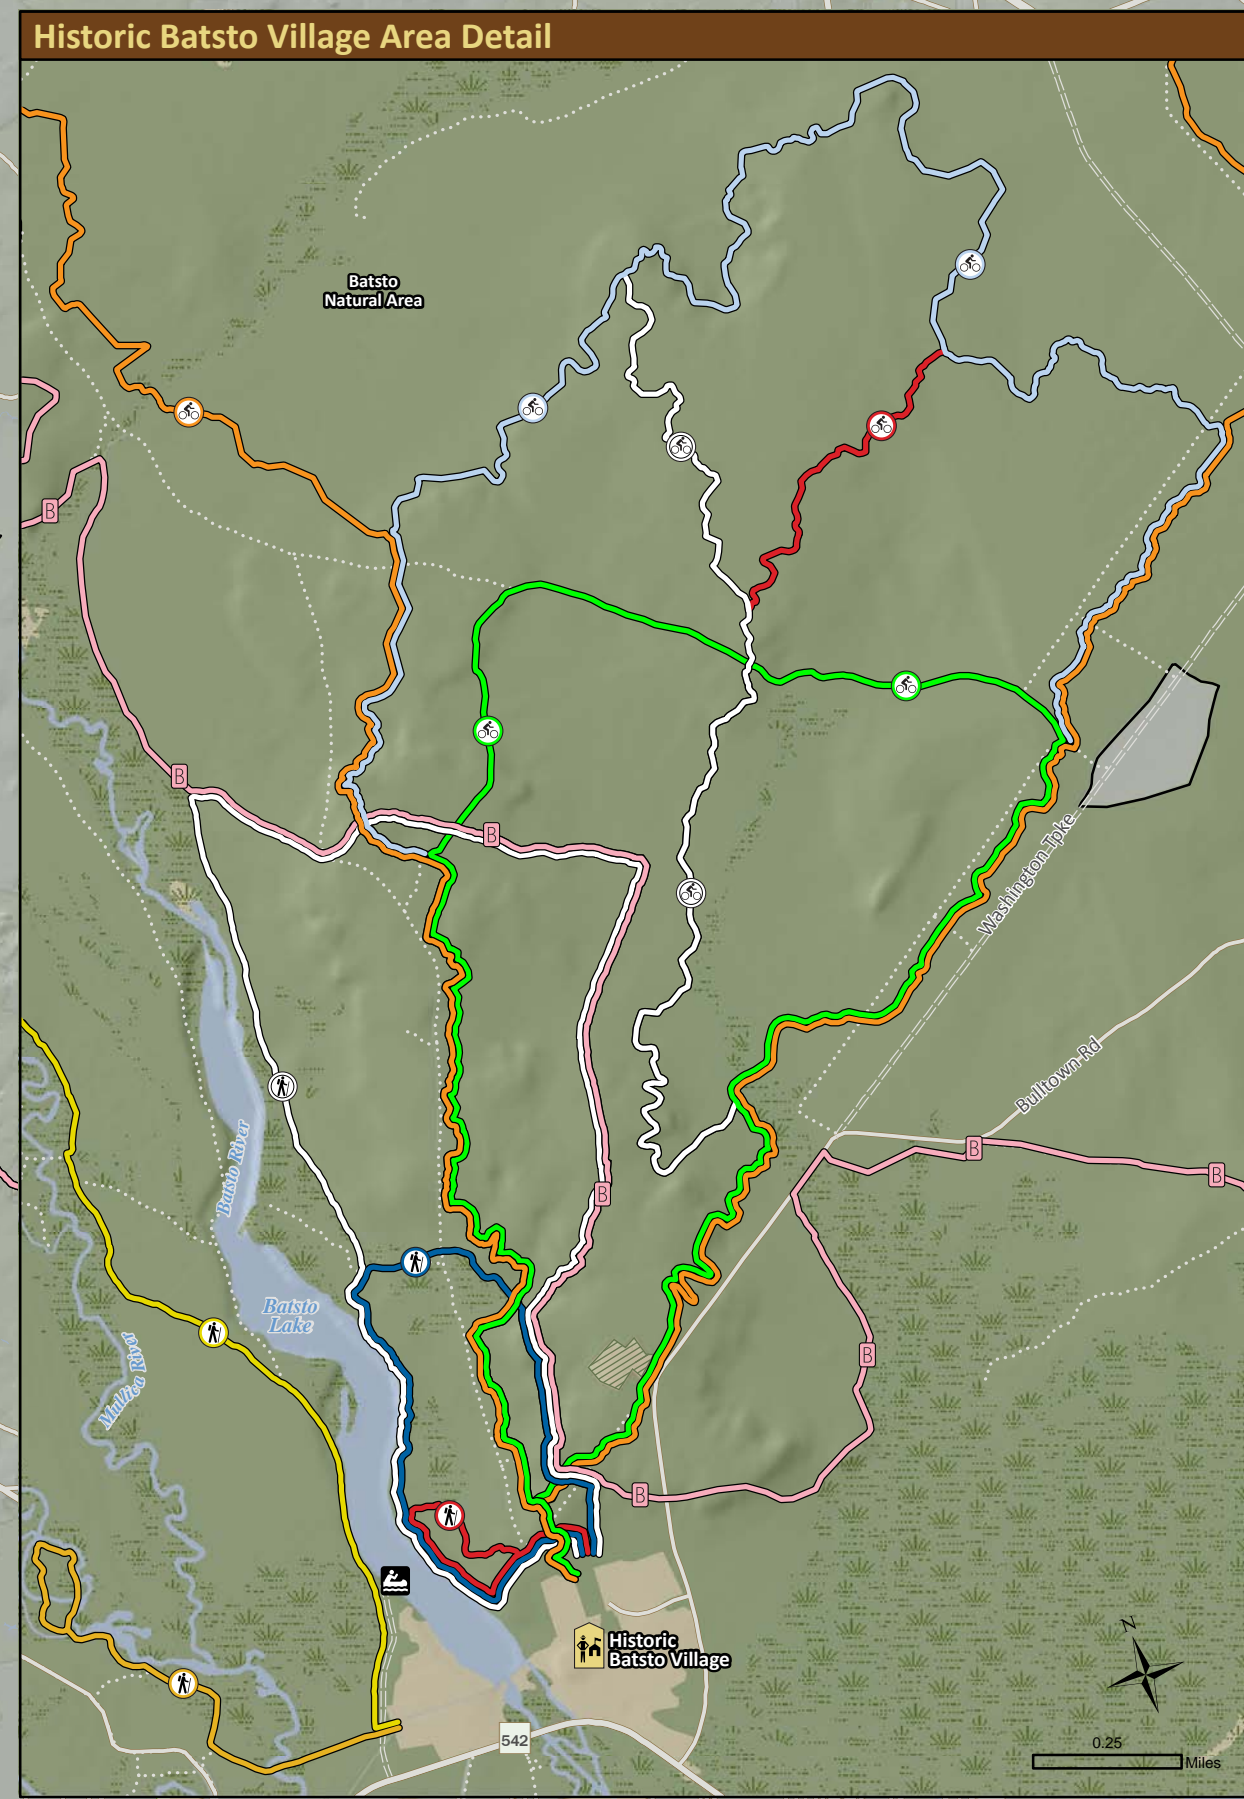 Historic Batsto Village Area Detail
Batsto
Natural Area
B
B
B
Washington Tpke
Bulltown Rd
B
B
B
Batsto River
Batsto
Lake
Mullica River
B
B
Historic
Batsto Village
N
542
0.25
Miles